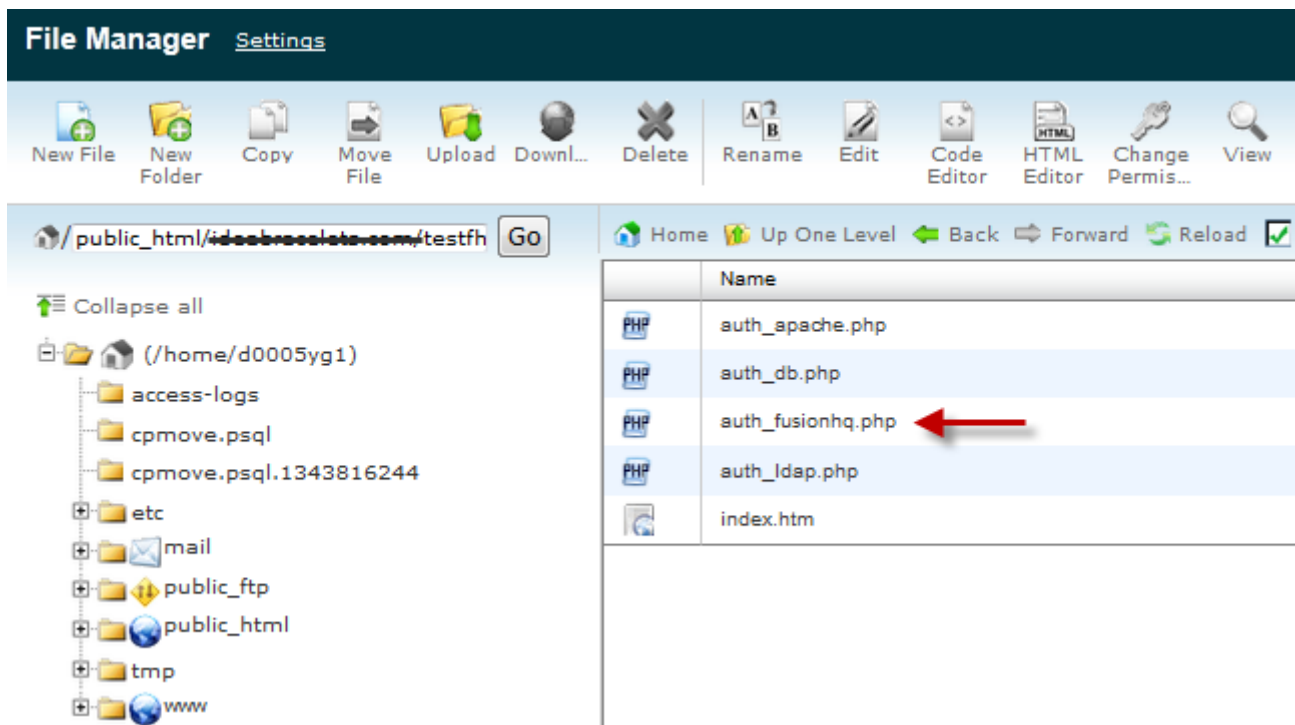 File Manager Settings
New File New Folder Copy Move File Upload Downl... Delete Rename Edit Code Editor HTML Editor Change Permis... View
/ public_html/ /testfh Go
Home Up One Level Back Forward Reload
Collapse all
(/home/d0005yg1)
access-logs
cpmove.psql
cpmove.psql.1343816244
etc
mail
public_ftp
public_html
tmp
www
Name
auth_apache.php
auth_db.php
auth_fusionhq.php
auth_ldap.php
index.htm